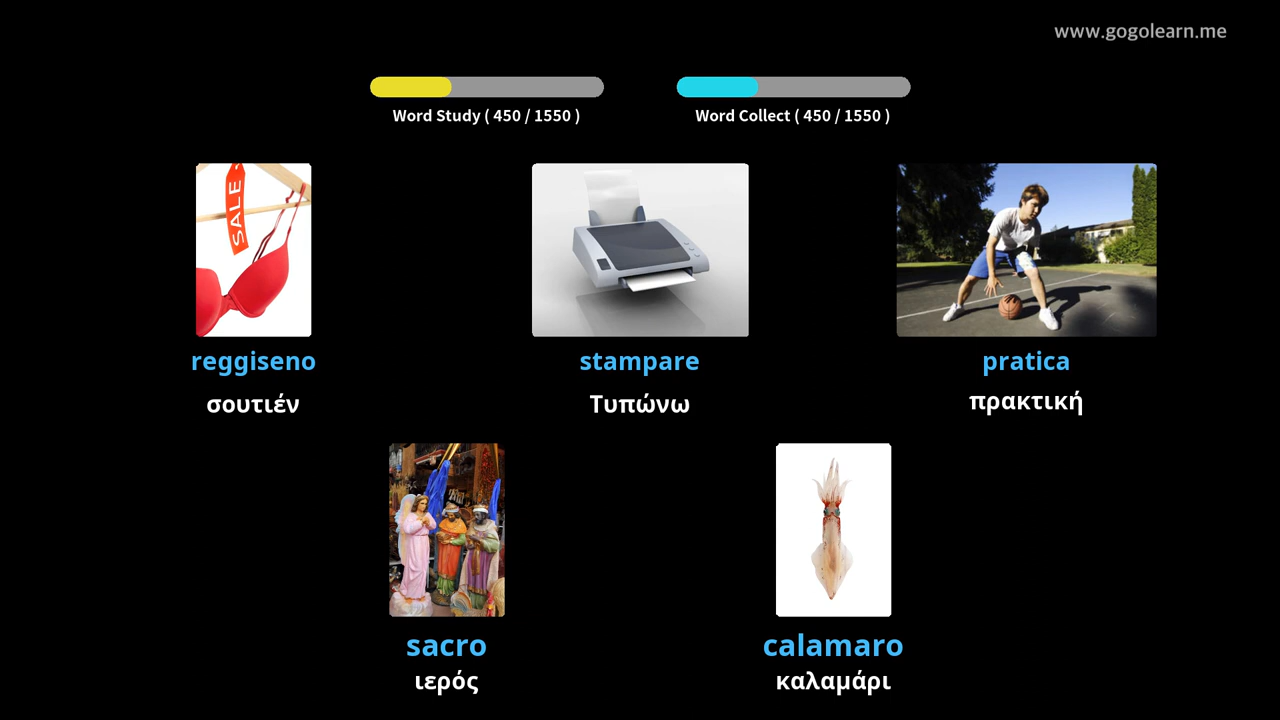 www.gogolearn.me
Word Study ( 450 / 1550 )
Word Collect ( 450 / 1550 )
SALE
reggiseno
σουτιέν
stampare
Τυπώνω
pratica
πρακτική
sacro
ιερός
calamaro
καλαμάρι